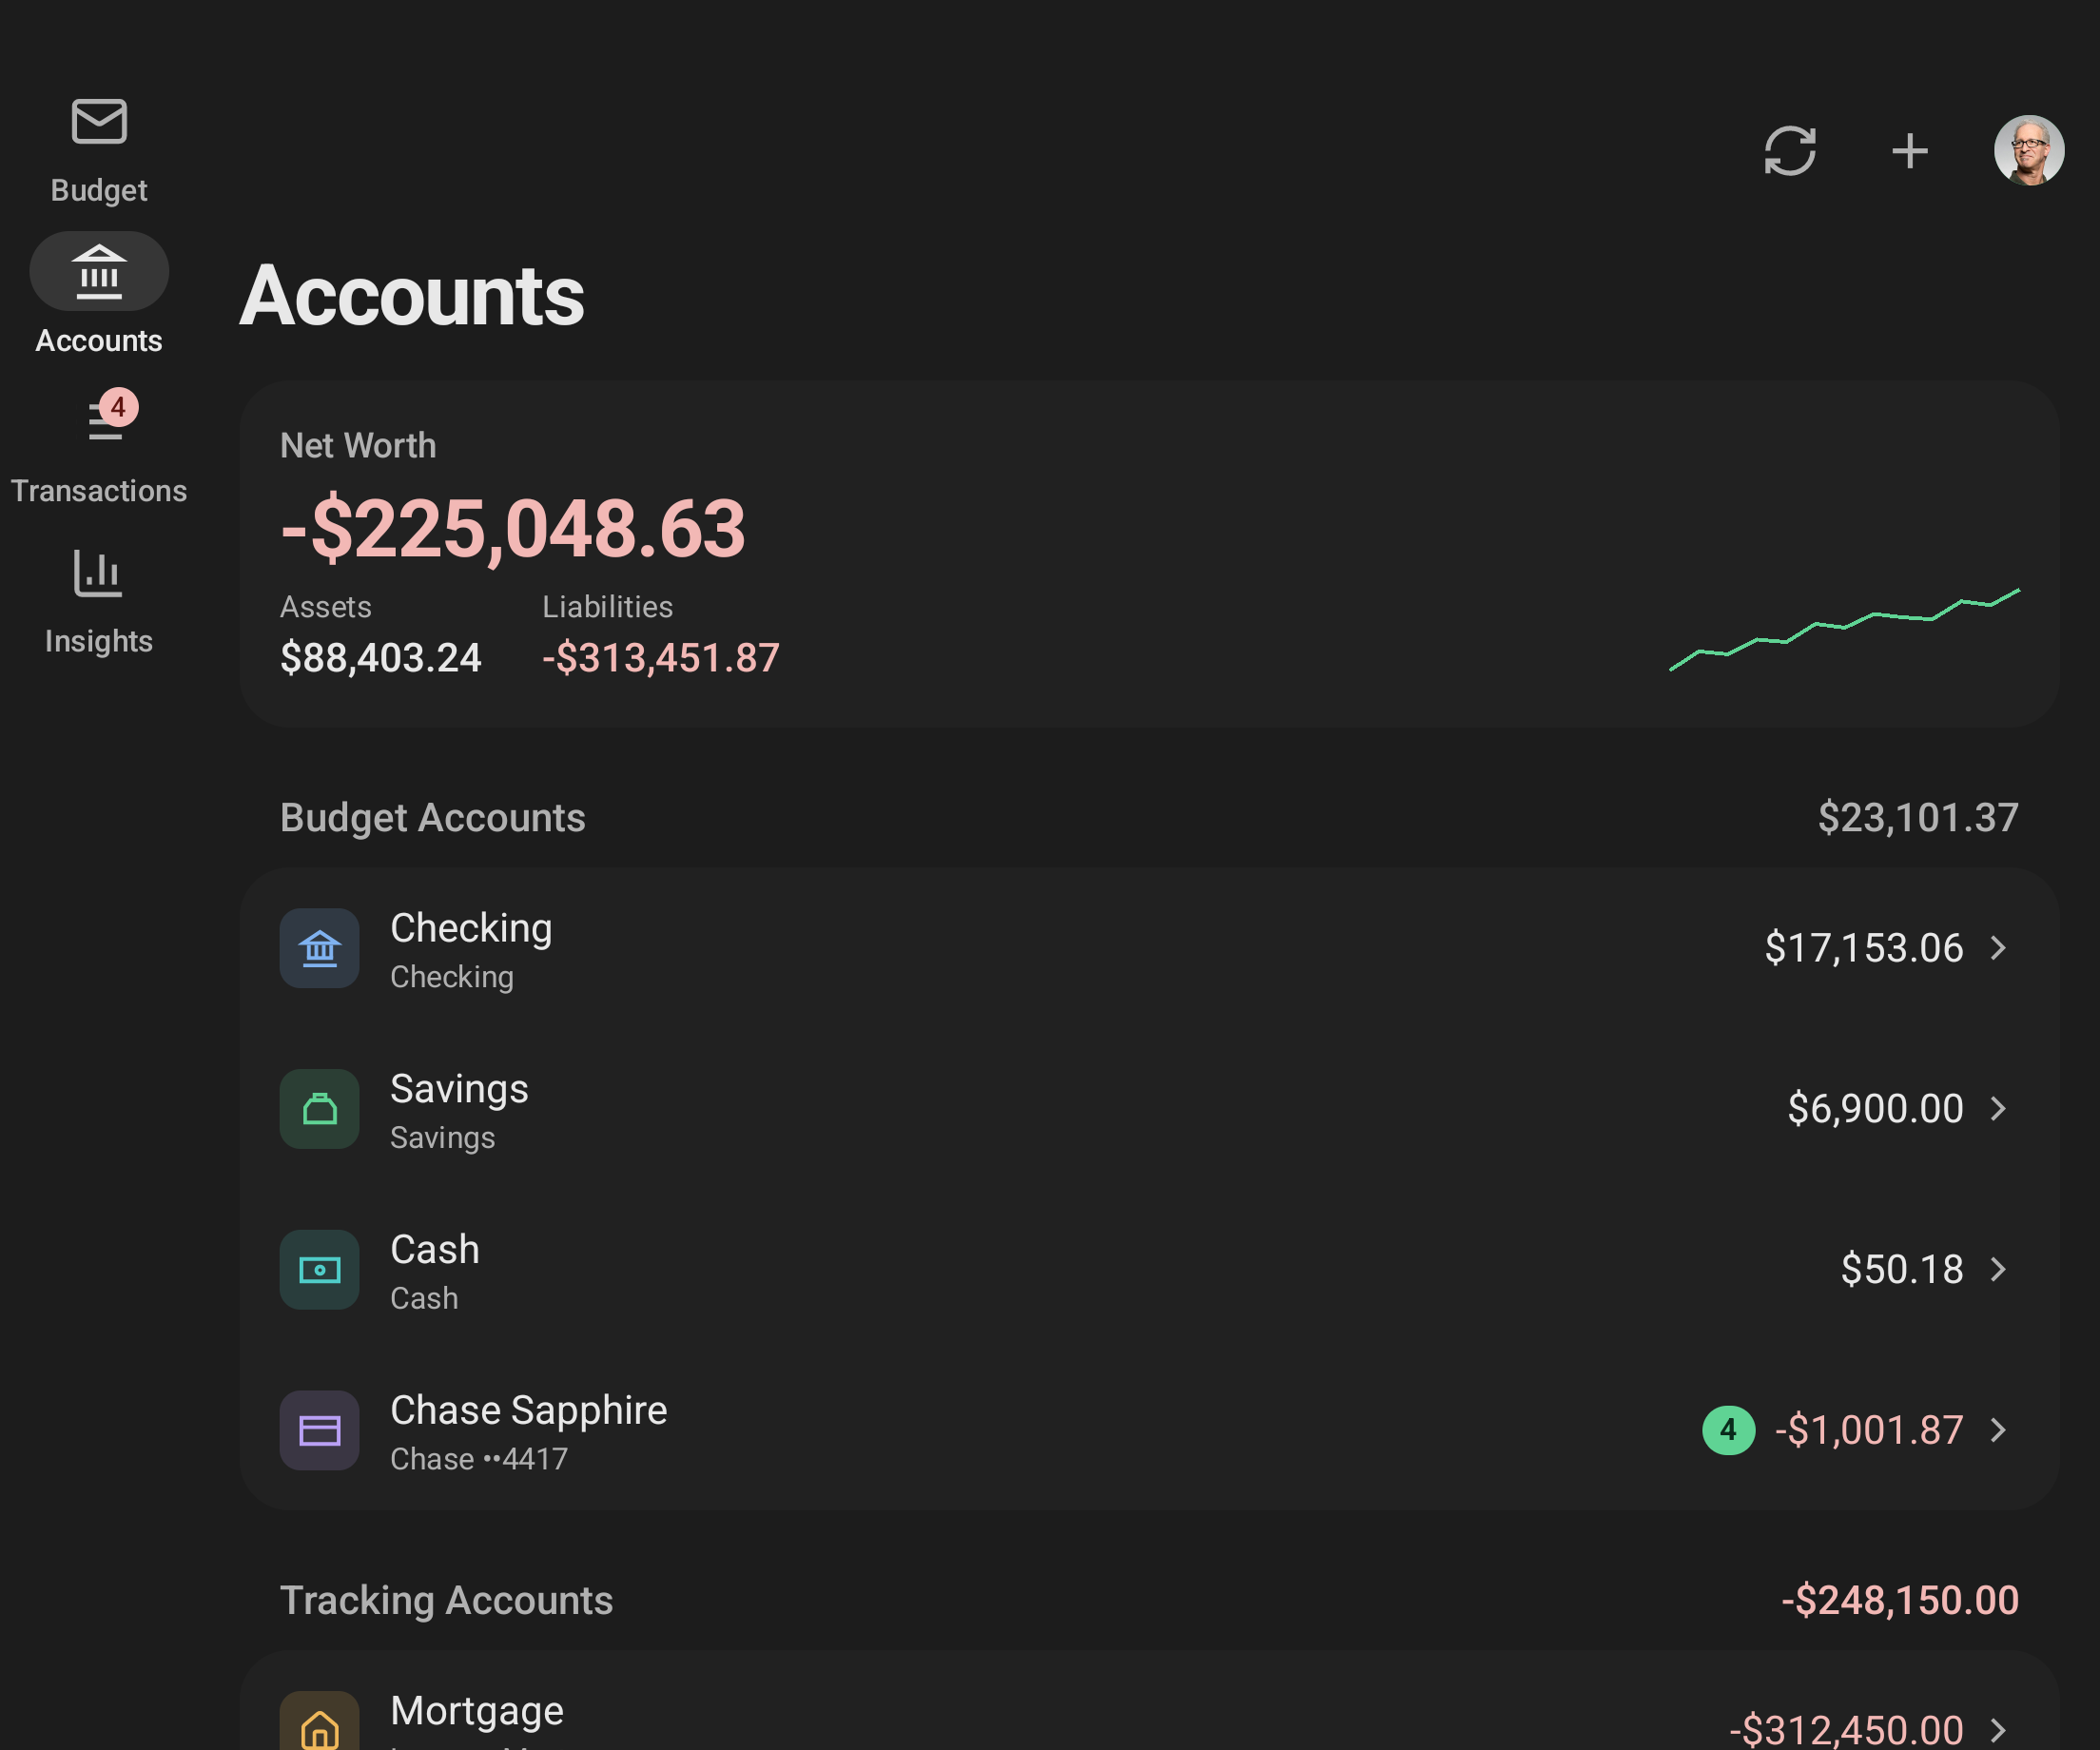 Budget
Accounts
4
Transactions
Insights
Accounts
Net Worth
-$225,048.63
Assets Liabilities
$88,403.24 -$313,451.87
Budget Accounts $23,101.37
Checking
Checking
$17,153.06
Savings
Savings
$6,900.00
Cash
Cash
$50.18
Chase Sapphire
Chase ••4417
4 -$1,001.87
Tracking Accounts -$248,150.00
Mortgage
-$312,450.00